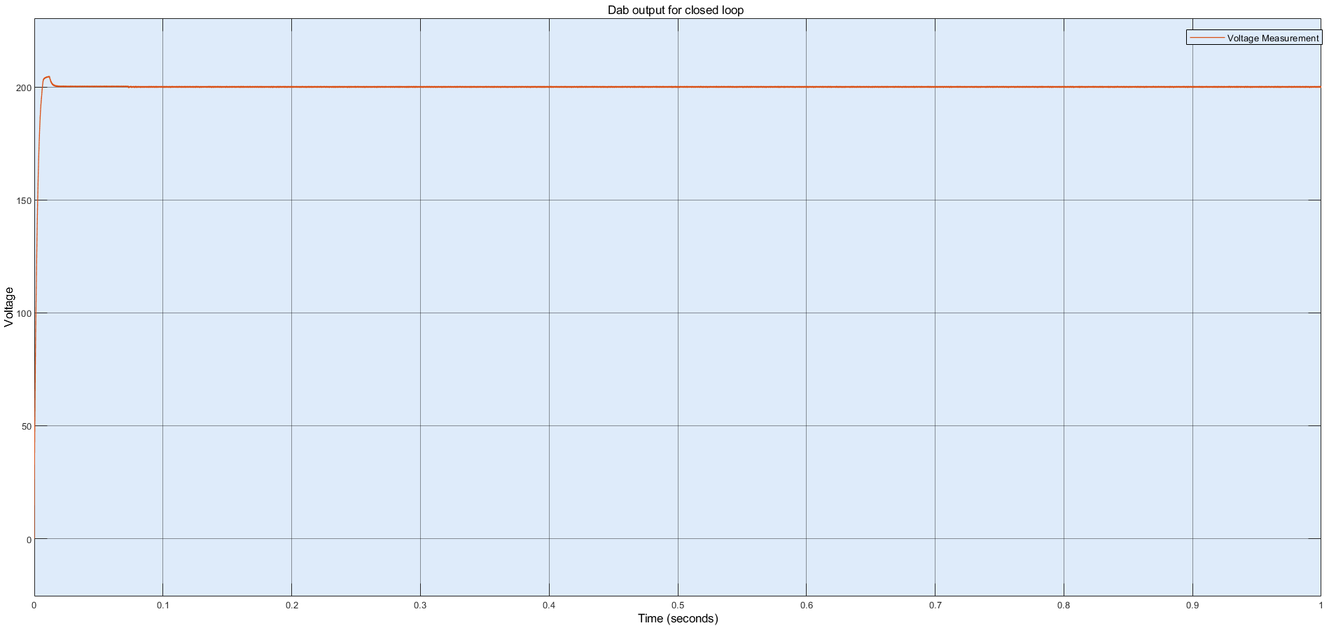 Dab output for closed loop
Voltage Measurement
200
150
100
50
0
Voltage
0 0.1 0.2 0.3 0.4 0.5 0.6 0.7 0.8 0.9 1
Time (seconds)